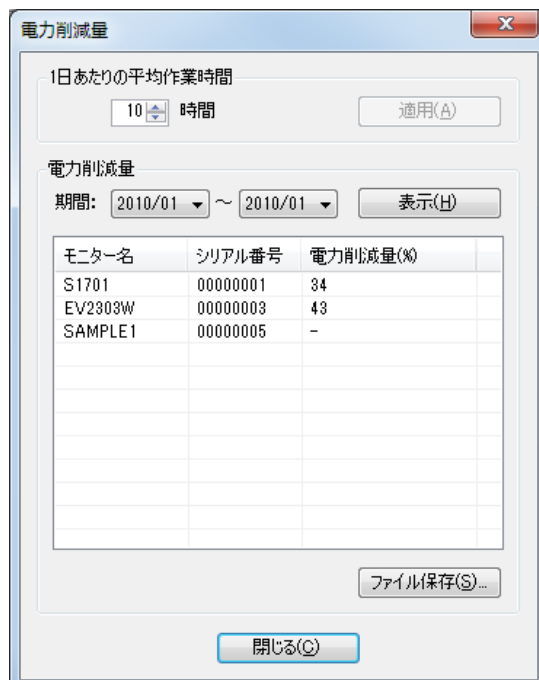 電力削減量
1日あたりの平均作業時間
10 時間 適用(A)
電力削減量
期間: 2010/01 ～ 2010/01 表示(H)
モニター名 シリアル番号 電力削減量(%)
S1701 00000001 34
EV2303W 00000003 43
SAMPLE1 00000005 -
ファイル保存(S)...
閉じる(C)